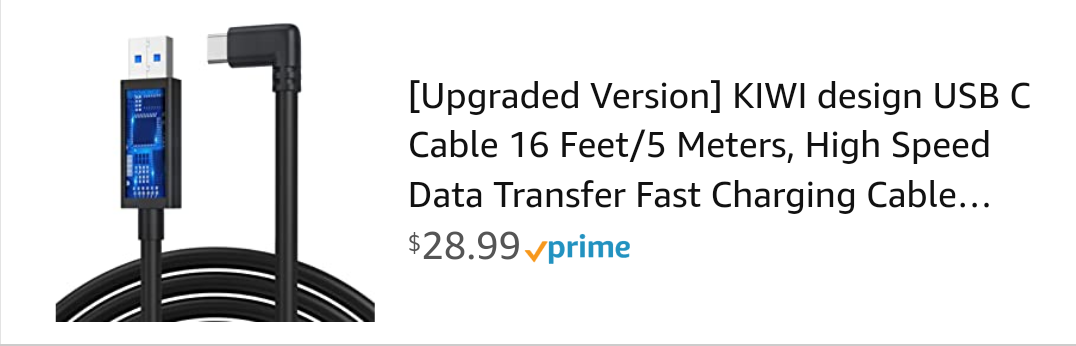 [Upgraded Version] KIWI design USB C
Cable 16 Feet/5 Meters, High Speed
Data Transfer Fast Charging Cable...
$28.99 prime